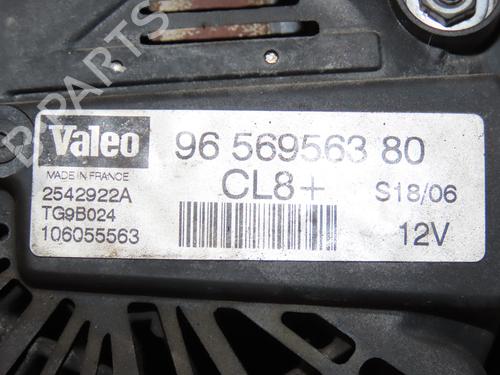 B-PARTS
Valeo
96 569563 80
MADE IN FRANCE
CL8+
S18/06
2542922A
TG9B024
106055563
12V